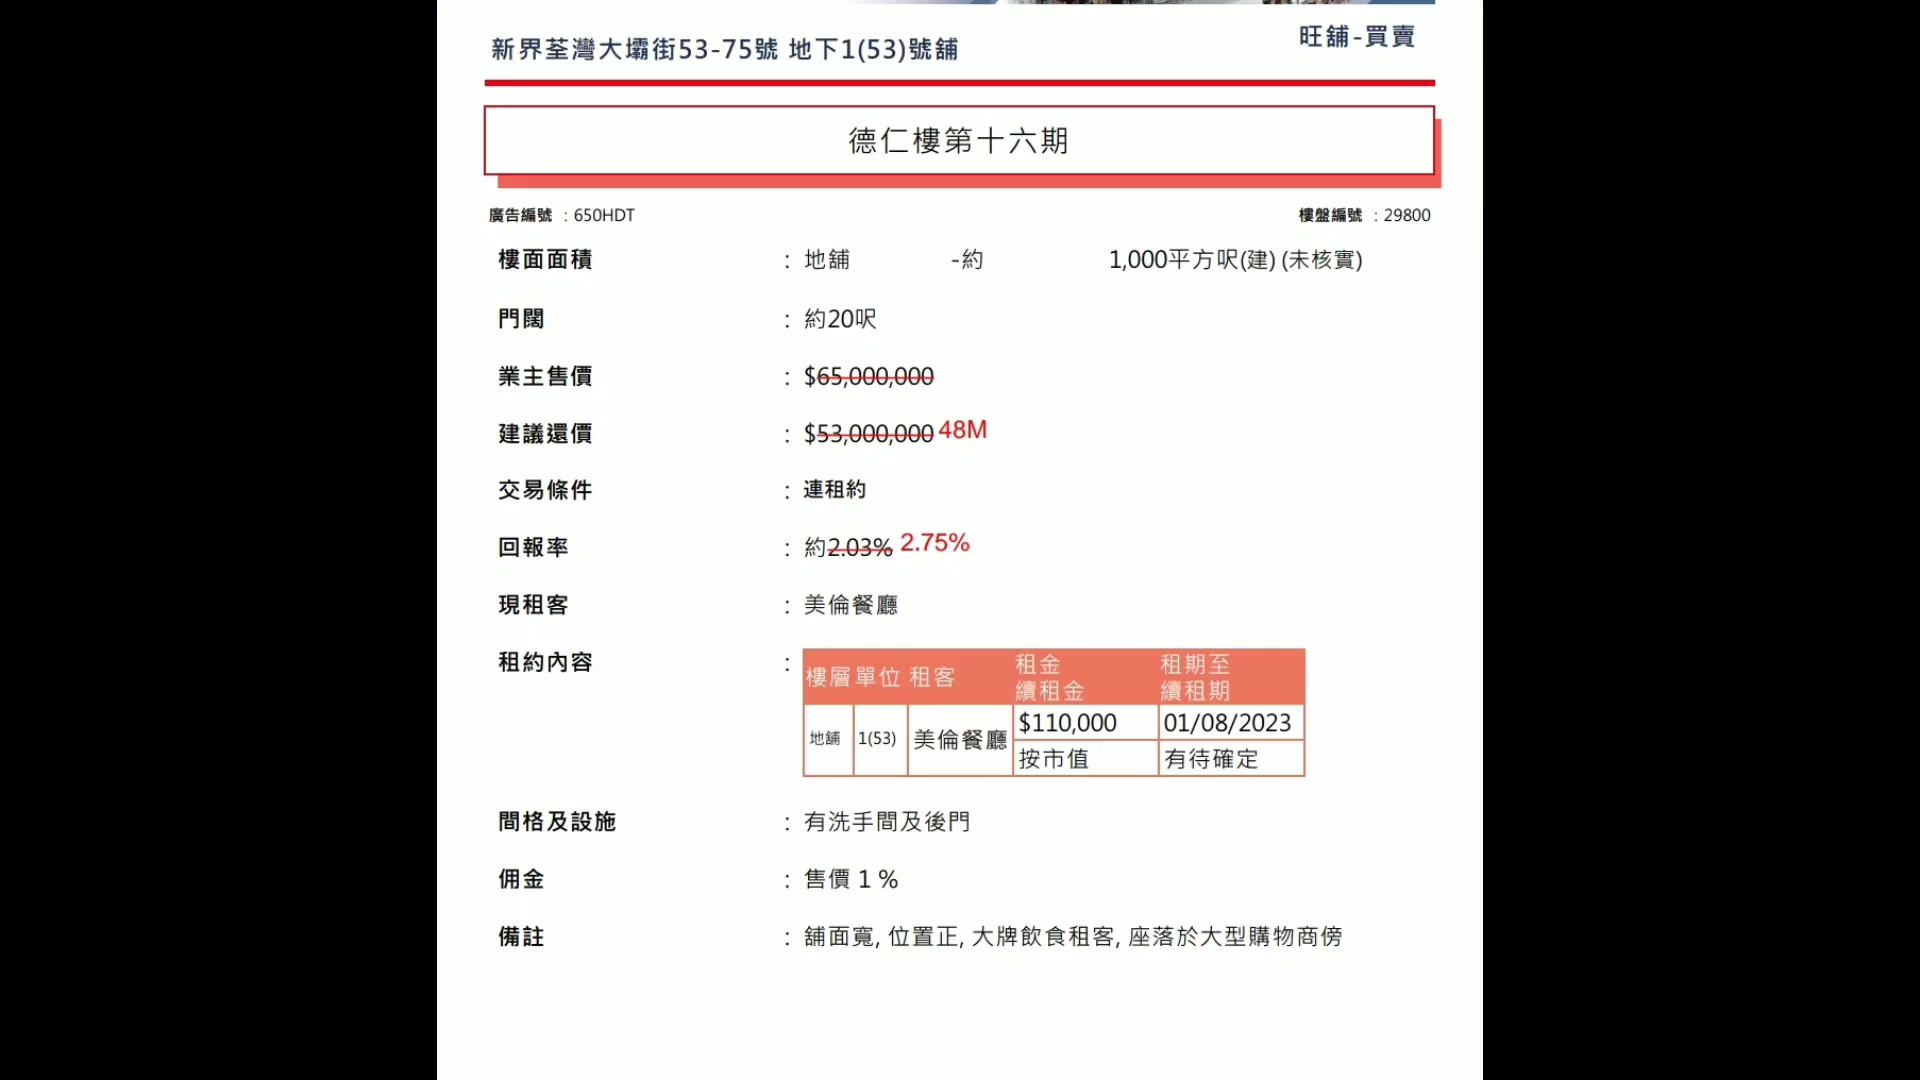 新界荃灣大壩街53-75號 地下1(53)號舖
旺舖-買賣
德仁樓第十六期
廣告編號 : 650HDT
樓盤編號 : 29800
樓面面積 : 地舖 -約 1,000平方呎(建) (未核實)
門闊 : 約20呎
業主售價 : $65,000,000
建議還價 : $53,000,000 48M
交易條件 : 連租約
回報率 : 約2.03% 2.75%
現租客 : 美倫餐廳
租約內容 :
樓層 單位 租客 租金 租期至
續租金 續租期
地舖 1(53) 美倫餐廳 $110,000 01/08/2023
按市值 有待確定
間格及設施 : 有洗手間及後門
佣金 : 售價 1 %
備註 : 舖面寬, 位置正, 大牌飲食租客, 座落於大型購物商傍